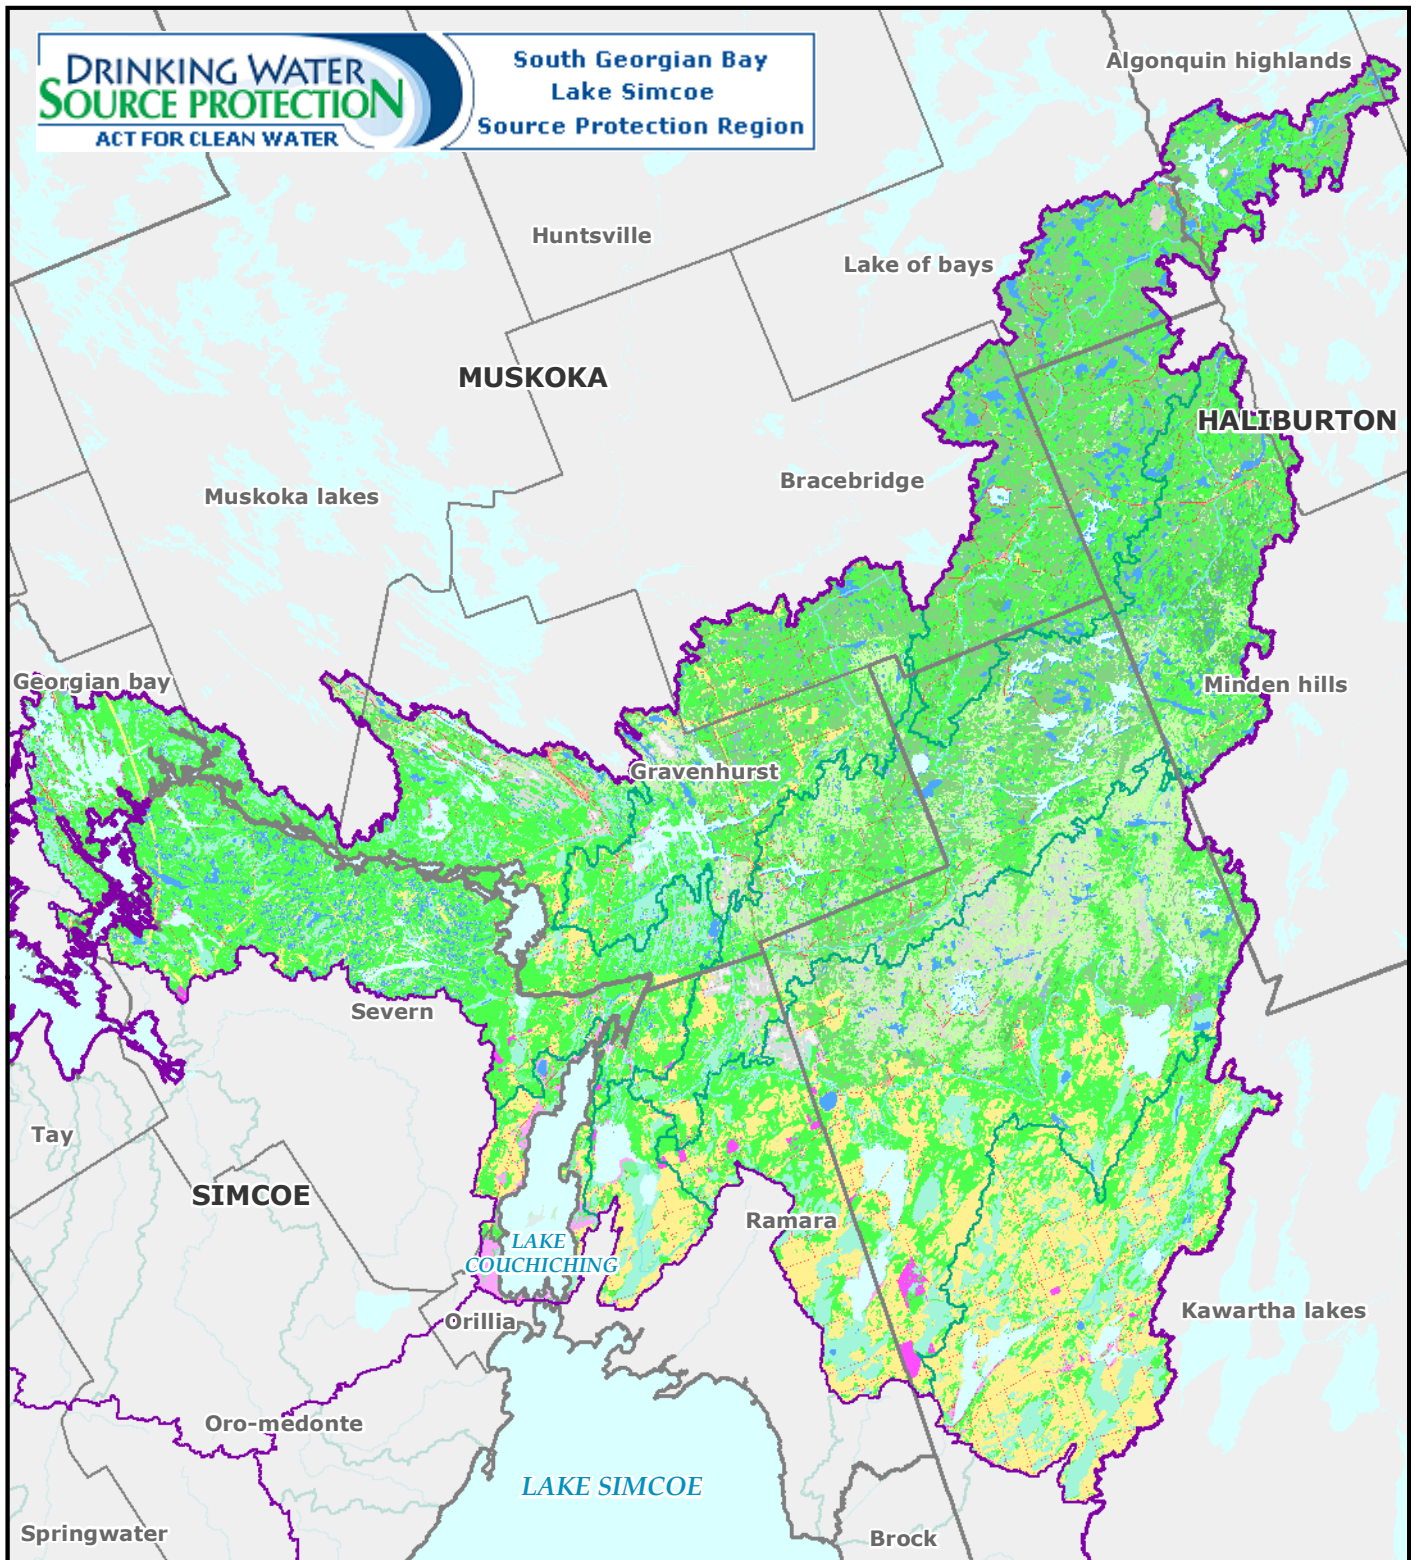 DRINKING WATER
SOURCE PROTECTION
ACT FOR CLEAN WATER
South Georgian Bay
Lake Simcoe
Source Protection Region
Algonquin highlands
Huntsville
Lake of bays
MUSKOKA
HALIBURTON
Bracebridge
Muskoka lakes
Georgian bay
Minden hills
Gravenhurst
Severn
Tay
SIMCOE
Ramara
LAKE
COUCHICHING
Kawartha lakes
Orillia
Oro-medonte
LAKE SIMCOE
Springwater
Brock